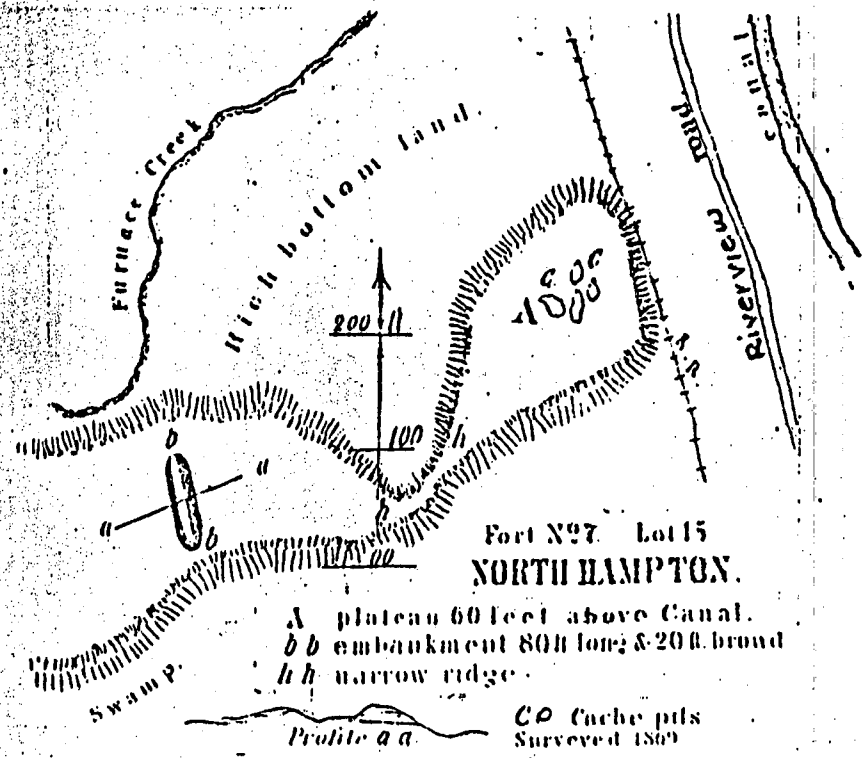 Furnace Creek
Rich bottom land.
Riverview road
canal
R.R.
c c
A
200 ft
100
h
h
00
b
a
a
b
Swamp.
Fort No 7. Lot 15
NORTH HAMPTON.
A plateau 60 feet above Canal.
b b embankment 80 ft long & 20 ft. broad
h h narrow ridge.
Profile a a
Cache pits
Surveyed 1869